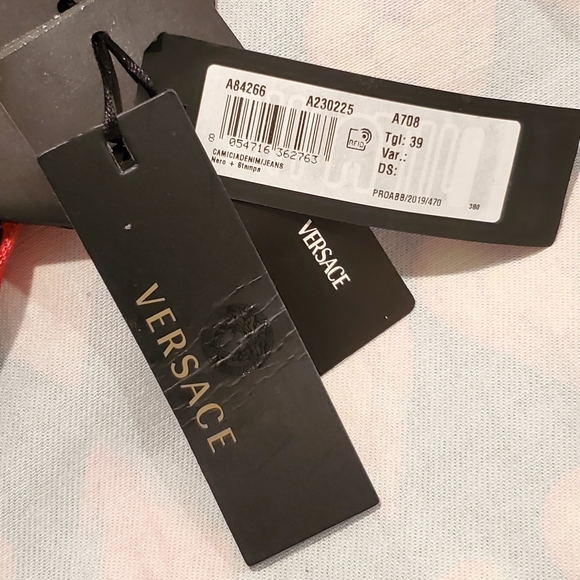 A84266 A230225 A708
8 054716 362763
RFID
Tgl: 39
Var.:
DS:
CAMICIADENIM/JEANS
Nero + Stampa
PROABB/2019/470 380
VERSACE
VERSACE